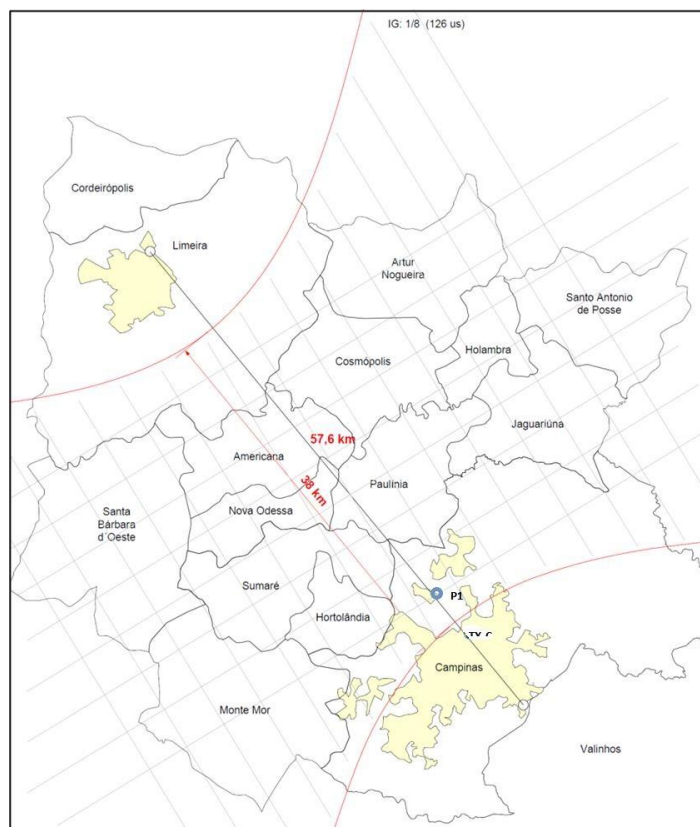 IG: 1/8 (126 us)
Cordeirópolis
Limeira
Artur
Nogueira
Santo Antonio
de Posse
Cosmópolis
Holambra
Jaguariúna
57,6 km
Americana
38 km
Paulínia
Santa
Bárbara
d´Oeste
Nova Odessa
Sumaré
P1
Hortolândia
Campinas
Monte Mor
Valinhos